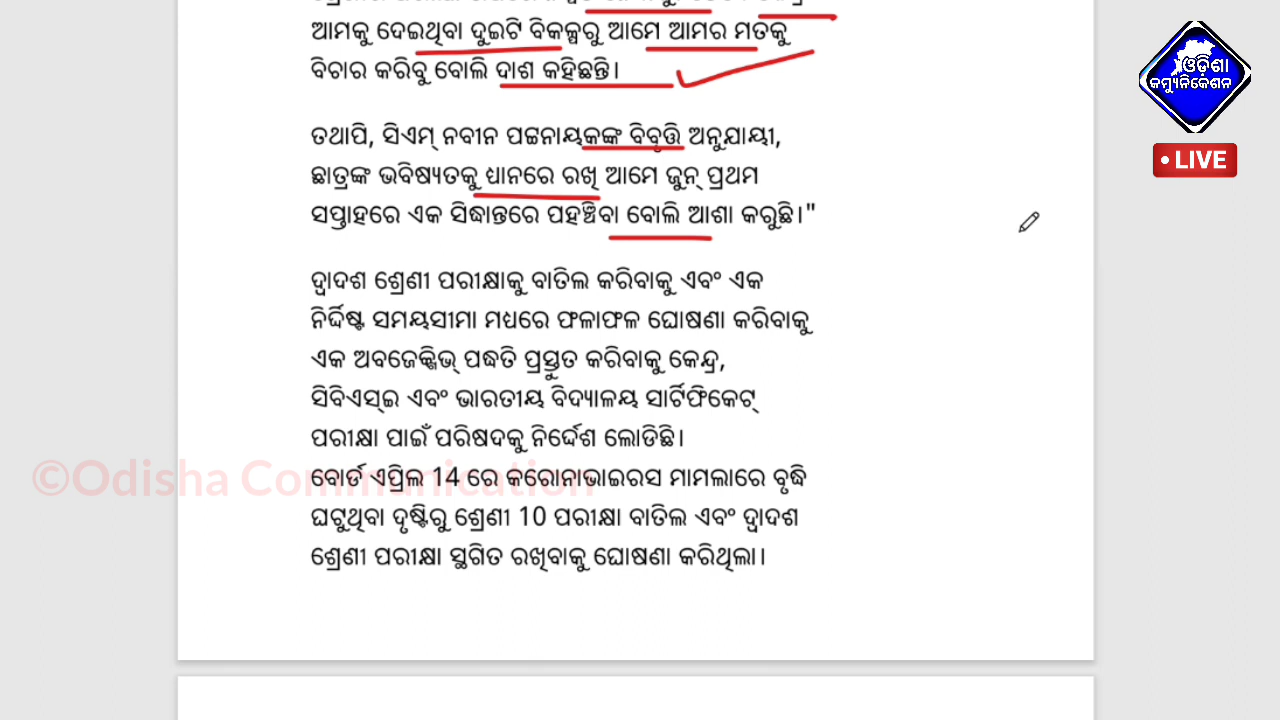 ଆମକୁ ଦେଇଥିବା ଦୁଇଟି ବିକଳ୍ପରୁ ଆମେ ଆମର ମତକୁ
ବିଚାର କରିବୁ ବୋଲି ଦାଶ କହିଛନ୍ତି।
ତଥାପି, ସିଏମ୍ ନବୀନ ପଟ୍ଟନାୟକଙ୍କ ବିବୃତ୍ତି ଅନୁଯାୟୀ,
ଛାତ୍ରଙ୍କ ଭବିଷ୍ୟତକୁ ଧ୍ୟାନରେ ରଖି ଆମେ ଜୁନ୍ ପ୍ରଥମ
ସପ୍ତାହରେ ଏକ ସିଦ୍ଧାନ୍ତରେ ପହଞ୍ଚିବା ବୋଲି ଆଶା କରୁଛି।"
ଦ୍ୱାଦଶ ଶ୍ରେଣୀ ପରୀକ୍ଷାକୁ ବାତିଲ କରିବାକୁ ଏବଂ ଏକ
ନିର୍ଦ୍ଦିଷ୍ଟ ସମୟସୀମା ମଧ୍ୟରେ ଫଳାଫଳ ଘୋଷଣା କରିବାକୁ
ଏକ ଅବଜେକ୍ଟିଭ୍ ପଦ୍ଧତି ପ୍ରସ୍ତୁତ କରିବାକୁ କେନ୍ଦ୍ର,
ସିବିଏସ୍ଇ ଏବଂ ଭାରତୀୟ ବିଦ୍ୟାଳୟ ସାର୍ଟିଫିକେଟ୍
ପରୀକ୍ଷା ପାଇଁ ପରିଷଦକୁ ନିର୍ଦ୍ଦେଶ ଲୋଡିଛି।
ବୋର୍ଡ ଏପ୍ରିଲ 14 ରେ କରୋନାଭାଇରସ ମାମଲାରେ ବୃଦ୍ଧି
ଘଟୁଥିବା ଦୃଷ୍ଟିରୁ ଶ୍ରେଣୀ 10 ପରୀକ୍ଷା ବାତିଲ ଏବଂ ଦ୍ୱାଦଶ
ଶ୍ରେଣୀ ପରୀକ୍ଷା ସ୍ଥଗିତ ରଖିବାକୁ ଘୋଷଣା କରିଥିଲା।
©Odisha Communication
ଓଡ଼ିଶା
କମ୍ୟୁନିକେଶନ
• LIVE